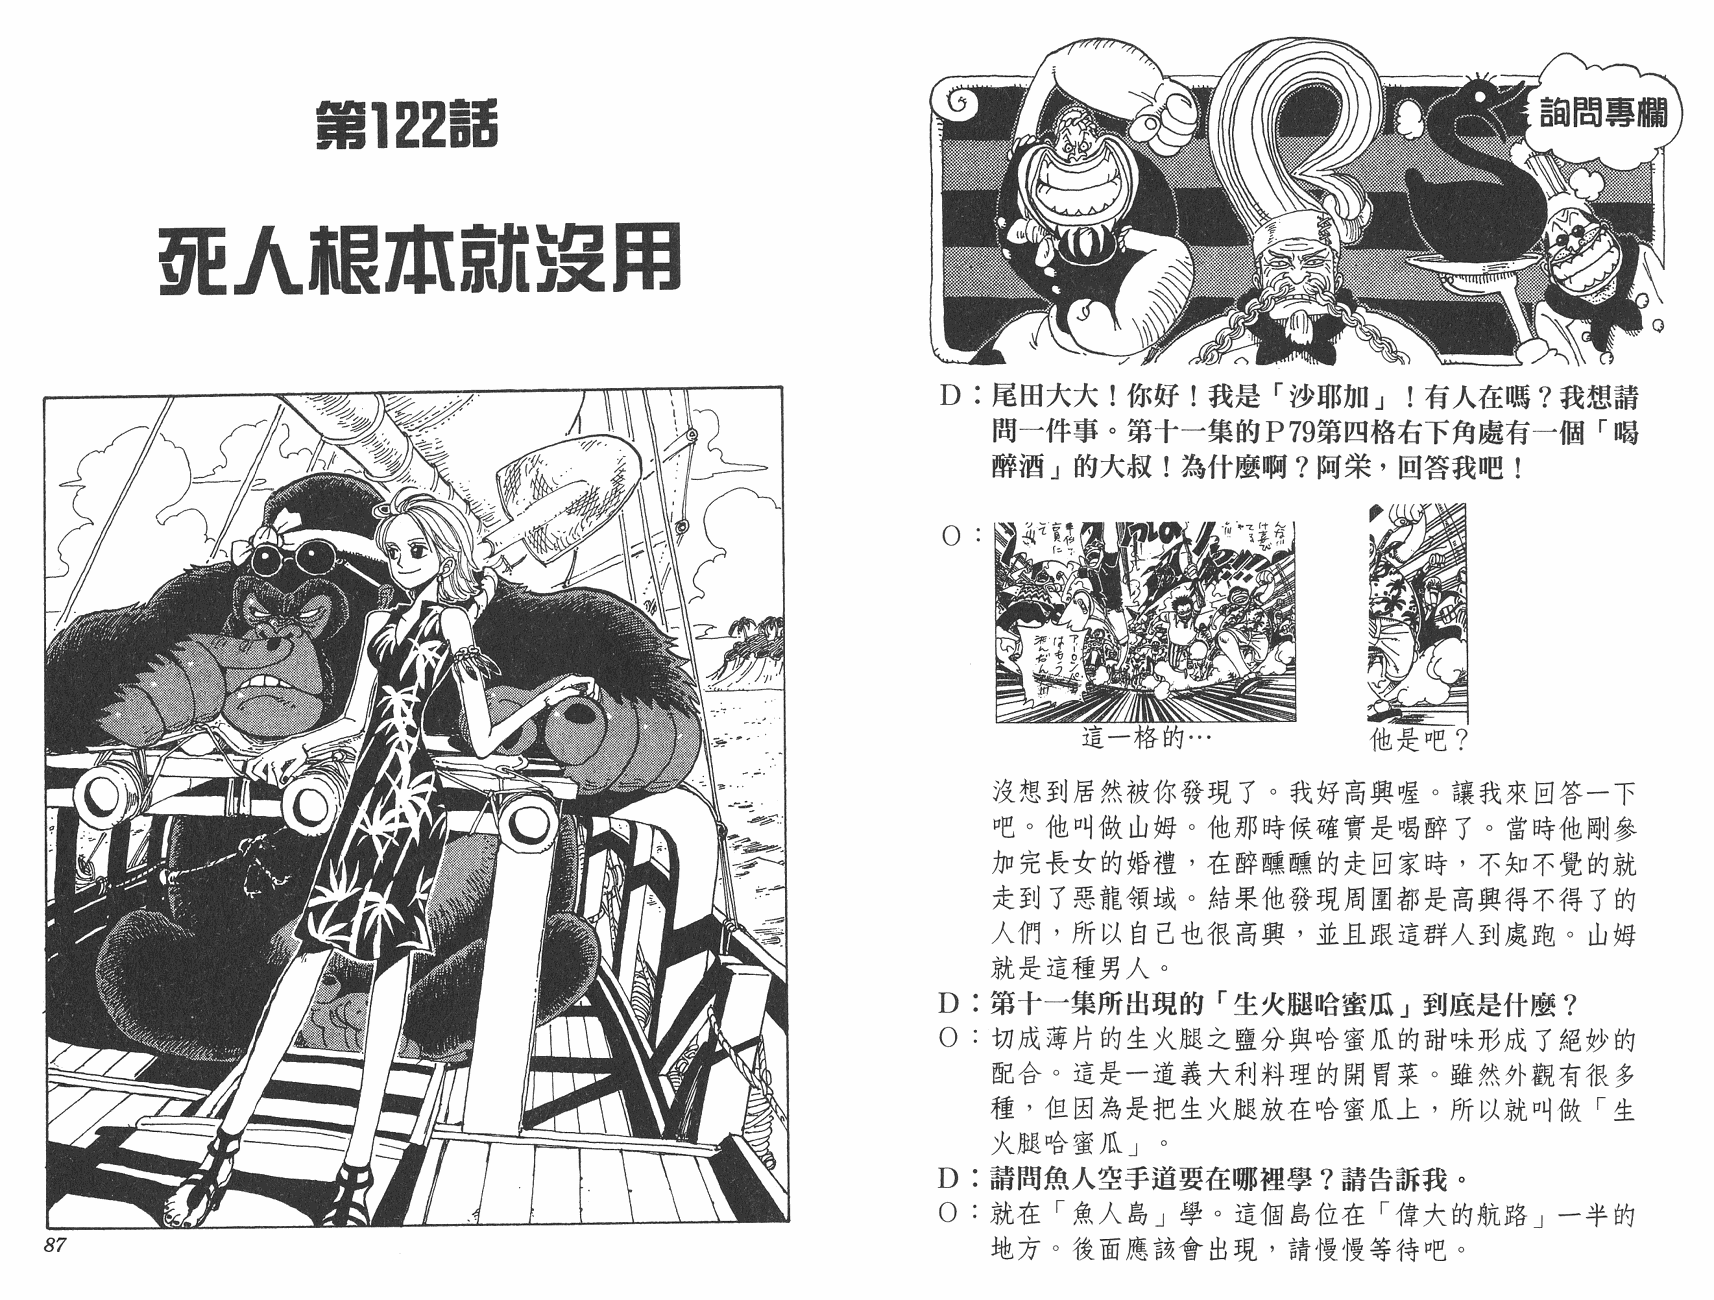 詢問專欄
D：尾田大大！你好！我是「沙耶加」！有人在嗎？我想請
問一件事。第十一集的P79第四格右下角處有一個「喝
醉酒」的大叔！為什麼啊？阿栄，回答我吧！
O：
這一格的…
他是吧？
沒想到居然被你發現了。我好高興喔。讓我來回答一下
吧。他叫做山姆。他那時候確實是喝醉了。當時他剛參
加完長女的婚禮，在醉醺醺的走回家時，不知不覺的就
走到了惡龍領域。結果他發現周圍都是高興得不得了的
人們，所以自己也很高興，並且跟這群人到處跑。山姆
就是這種男人。
D：第十一集所出現的「生火腿哈蜜瓜」到底是什麼？
O：切成薄片的生火腿之鹽分與哈蜜瓜的甜味形成了絕妙的
配合。這是一道義大利料理的開胃菜。雖然外觀有很多
種，但因為是把生火腿放在哈蜜瓜上，所以就叫做「生
火腿哈蜜瓜」。
D：請問魚人空手道要在哪裡學？請告訴我。
O：就在「魚人島」學。這個島位在「偉大的航路」一半的
地方。後面應該會出現，請慢慢等待吧。
第122話
死人根本就沒用
87